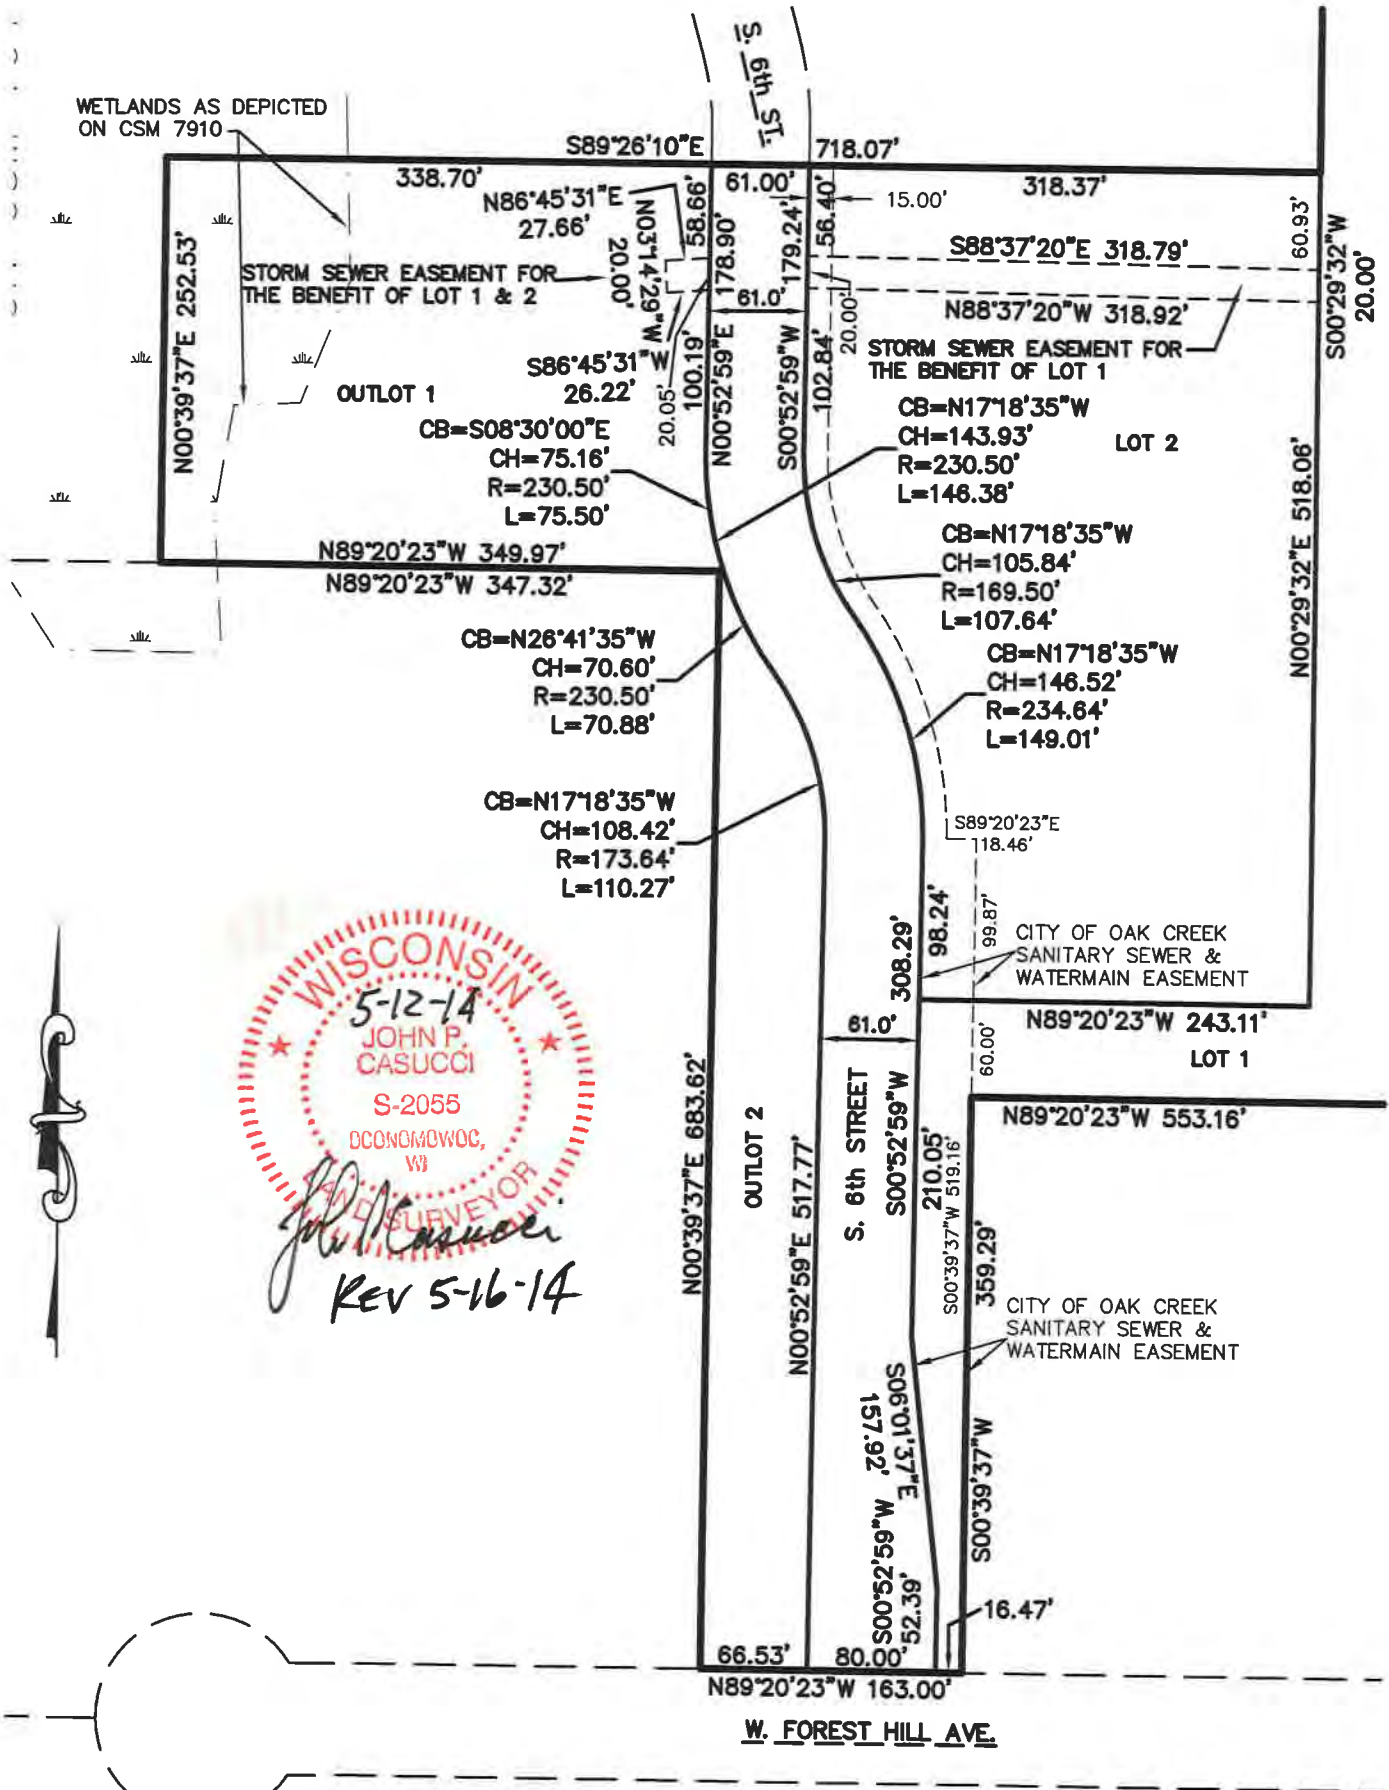 S. 6th ST.
WETLANDS AS DEPICTED
ON CSM 7910
S89°26'10"E
718.07'
338.70'
61.00'
318.37'
15.00'
N86°45'31"E
27.66'
58.66'
178.90'
179.24'
56.40'
60.93'
S00°29'32"W
20.00'
N03°14'29"W
20.00'
S88°37'20"E 318.79'
N88°37'20"W 318.92'
61.0'
20.00'
STORM SEWER EASEMENT FOR
THE BENEFIT OF LOT 1 & 2
STORM SEWER EASEMENT FOR
THE BENEFIT OF LOT 1
N00°39'37"E 252.53'
S86°45'31"W
26.22'
20.05'
100.19'
N00°52'59"E
S00°52'59"W
102.84'
OUTLOT 1
CB=S08°30'00"E
CH=75.16'
R=230.50'
L=75.50'
CB=N17°18'35"W
CH=143.93'
R=230.50'
L=146.38'
LOT 2
N00°29'32"E 518.06'
N89°20'23"W 349.97'
N89°20'23"W 347.32'
CB=N17°18'35"W
CH=105.84'
R=169.50'
L=107.64'
CB=N26°41'35"W
CH=70.60'
R=230.50'
L=70.88'
CB=N17°18'35"W
CH=146.52'
R=234.64'
L=149.01'
CB=N17°18'35"W
CH=108.42'
R=173.64'
L=110.27'
S89°20'23"E
18.46'
308.29'
98.24'
99.87'
CITY OF OAK CREEK
SANITARY SEWER &
WATERMAIN EASEMENT
WISCONSIN
5-12-14
JOHN P.
CASUCCI
S-2055
OCONOMOWOC,
WI
LAND SURVEYOR
John P Casucci
REV 5-16-14
61.0'
N89°20'23"W 243.11'
LOT 1
60.00'
N89°20'23"W 553.16'
N00°39'37"E 683.62'
OUTLOT 2
N00°52'59"E 517.77'
S. 6th STREET
S00°52'59"W
210.05'
S00°39'37"W 519.16'
359.29'
CITY OF OAK CREEK
SANITARY SEWER &
WATERMAIN EASEMENT
S06°01'37"E
157.92'
S00°52'59"W
52.39'
S00°39'37"W
16.47'
66.53'
80.00'
N89°20'23"W 163.00'
W. FOREST HILL AVE.